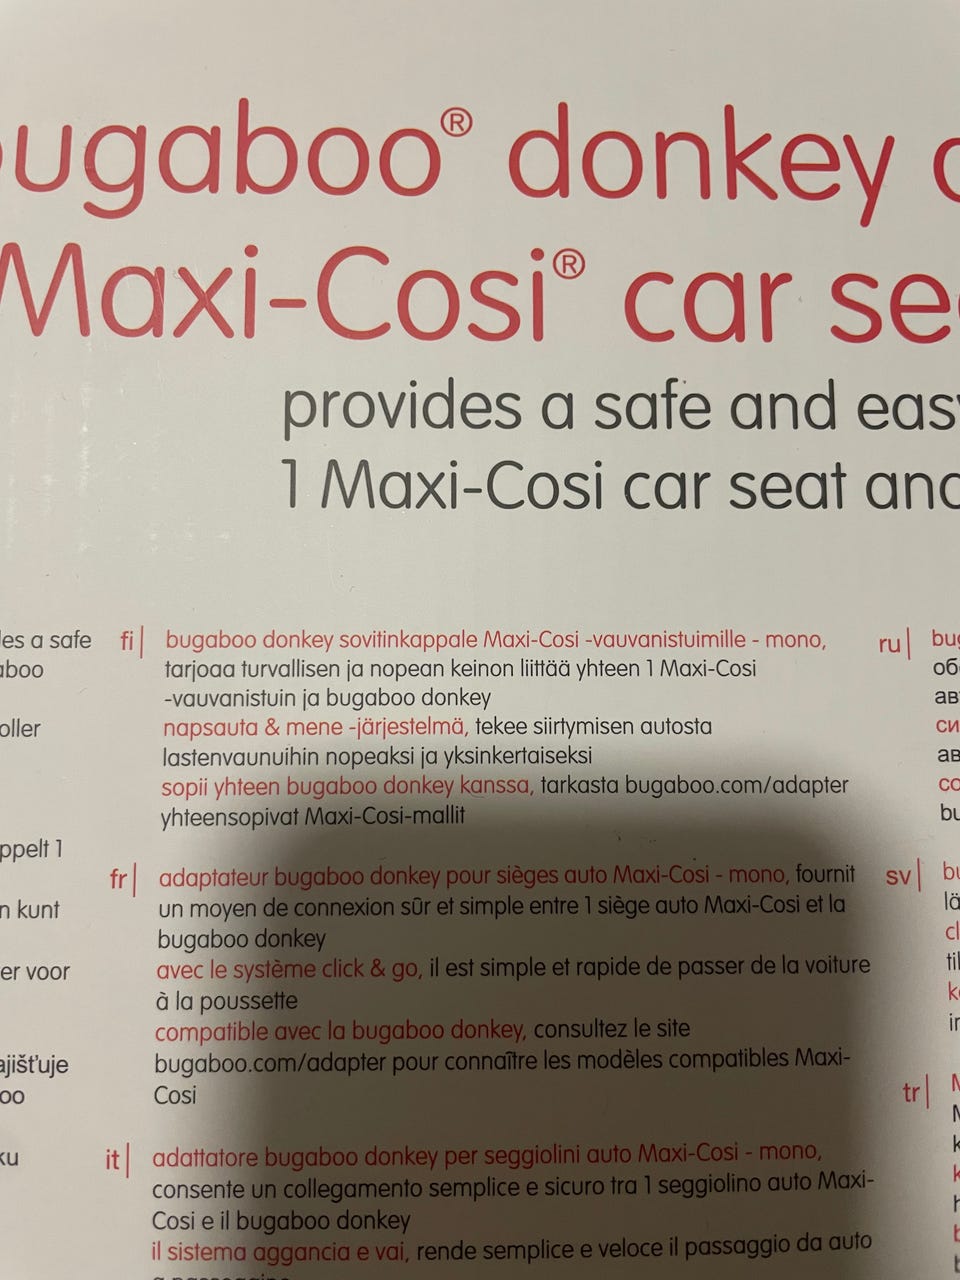 bugaboo® donkey
Maxi-Cosi® car
provides a safe and
1 Maxi-Cosi car seat
des a safe
aboo
oller
ppelt 1
n kunt
er voor
ajišťuje
oo
ku
fi| bugaboo donkey sovitinkappale Maxi-Cosi -vauvanistuimille - mono,
tarjoaa turvallisen ja nopean keinon liittää yhteen 1 Maxi-Cosi
-vauvanistuin ja bugaboo donkey
napsauta & mene -järjestelmä, tekee siirtymisen autosta
lastenvaunuihin nopeaksi ja yksinkertaiseksi
sopii yhteen bugaboo donkey kanssa, tarkasta bugaboo.com/adapter
yhteensopivat Maxi-Cosi-mallit
fr| adaptateur bugaboo donkey pour sièges auto Maxi-Cosi - mono, fournit
un moyen de connexion sûr et simple entre 1 siège auto Maxi-Cosi et la
bugaboo donkey
avec le système click & go, il est simple et rapide de passer de la voiture
à la poussette
compatible avec la bugaboo donkey, consultez le site
bugaboo.com/adapter pour connaître les modèles compatibles Maxi-
Cosi
it| adattatore bugaboo donkey per seggiolini auto Maxi-Cosi - mono,
consente un collegamento semplice e sicuro tra 1 seggiolino auto Maxi-
Cosi e il bugaboo donkey
il sistema aggancia e vai, rende semplice e veloce il passaggio da auto
ru|
sv|
tr|